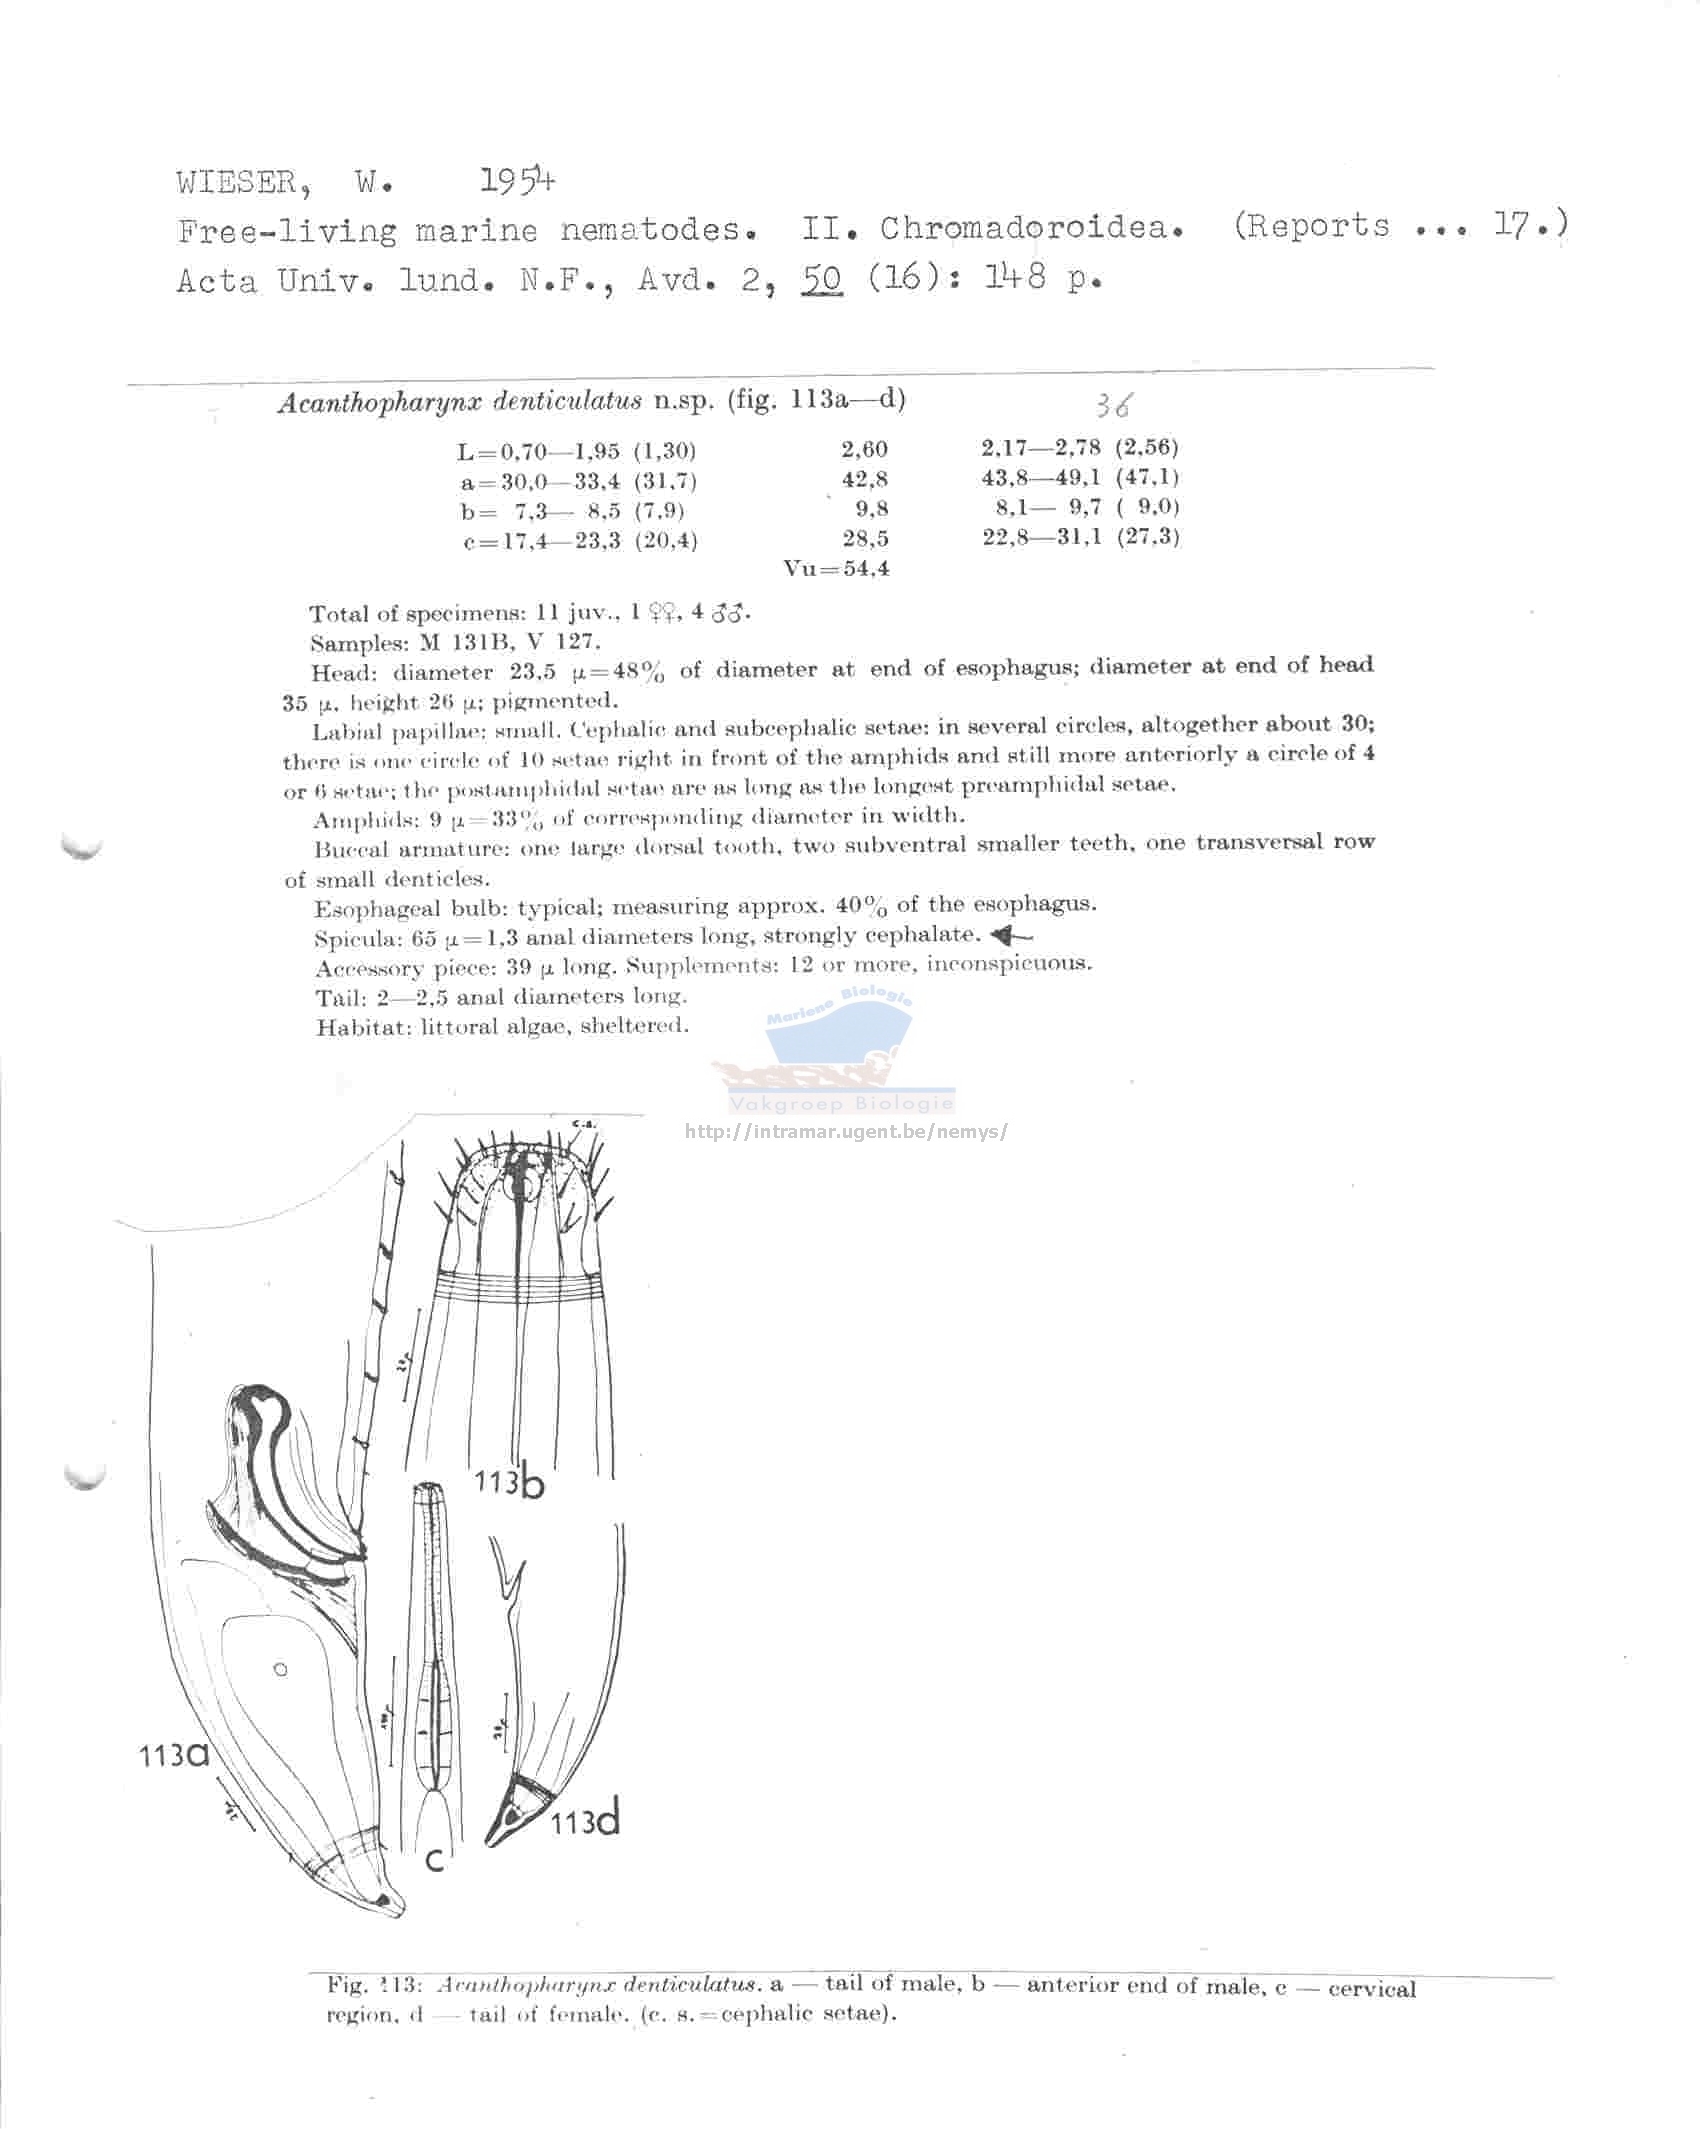 WIESER, W. 1954
Free-living marine nematodes. II. Chromadoroidea. (Reports ... 17.)
Acta Univ. lund. N.F., Avd. 2, 50 (16): 148 p.
Acanthopharynx denticulatus n.sp. (fig. 113a—d) 36
L=0,70—1,95 (1,30) 2,60 2,17—2,78 (2,56)
a=30,0—33,4 (31,7) 42,8 43,8—49,1 (47,1)
b= 7,3— 8,5 (7,9) 9,8 8,1— 9,7 ( 9,0)
c=17,4—23,3 (20,4) 28,5 22,8—31,1 (27,3)
Vu=54,4
Total of specimens: 11 juv., 1 ♀♀, 4 ♂♂.
Samples: M 131B, V 127.
Head: diameter 23,5 μ=48% of diameter at end of esophagus; diameter at end of head
35 μ, height 26 μ; pigmented.
Labial papillae: small. Cephalic and subcephalic setae: in several circles, altogether about 30;
there is one circle of 10 setae right in front of the amphids and still more anteriorly a circle of 4
or 6 setae; the postamphidal setae are as long as the longest preamphidal setae.
Amphids: 9 μ=33% of corresponding diameter in width.
Buccal armature: one large dorsal tooth, two subventral smaller teeth, one transversal row
of small denticles.
Esophageal bulb: typical; measuring approx. 40% of the esophagus.
Spicula: 65 μ=1,3 anal diameters long, strongly cephalate.
Accessory piece: 39 μ long. Supplements: 12 or more, inconspicuous.
Tail: 2—2,5 anal diameters long.
Habitat: littoral algae, sheltered.
Mariene Biologie
Vakgroep Biologie
http://intramar.ugent.be/nemys/
c.s.
20μ
113b
100μ
20μ
113a
20μ
113d
c
Fig. 113: Acanthopharynx denticulatus. a — tail of male, b — anterior end of male, c — cervical
region, d — tail of female. (c. s.=cephalic setae).